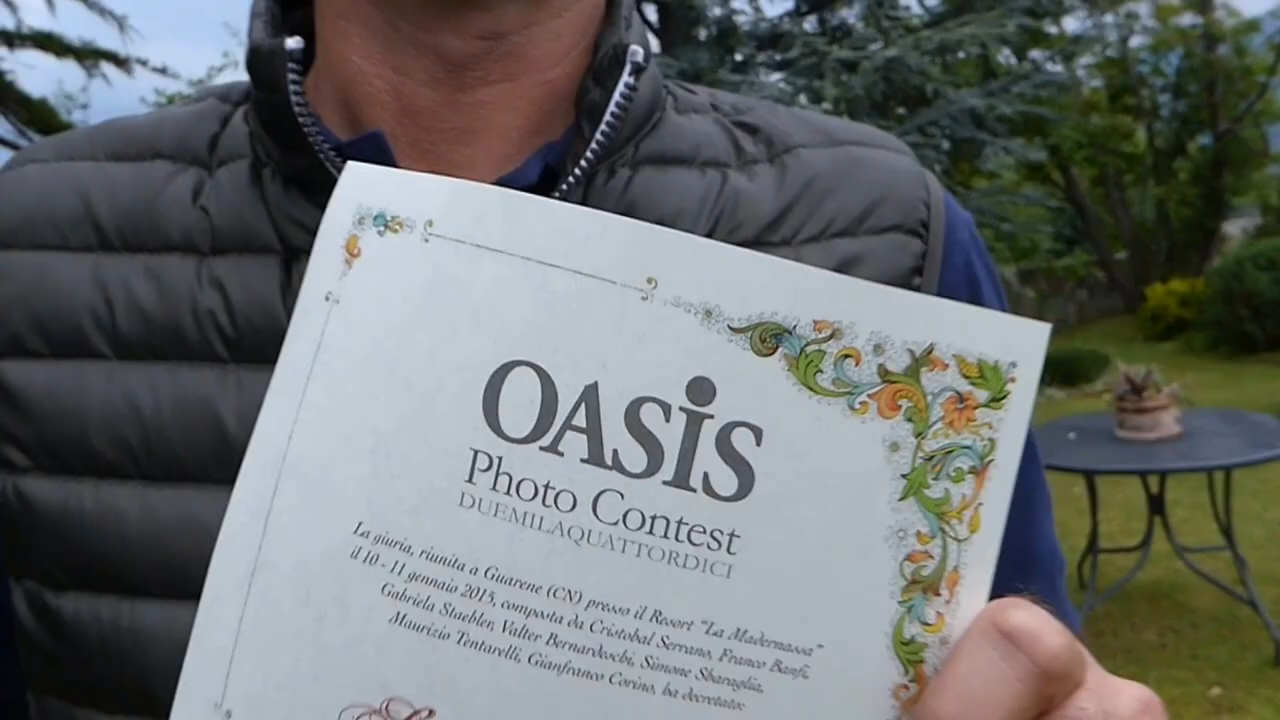 OASiS
Photo Contest
DUEMILAQUATTORDICI
La giuria, riunita a Guarene (CN) presso il Resort "La Madernassa"
il 10 - 11 gennaio 2015, composta da Cristobal Serrano, Franco Banfi,
Gabriela Staebler, Valter Bernardeschi, Simone Sbaraglia,
Maurizio Tentarelli, Gianfranco Corino, ha decretato: